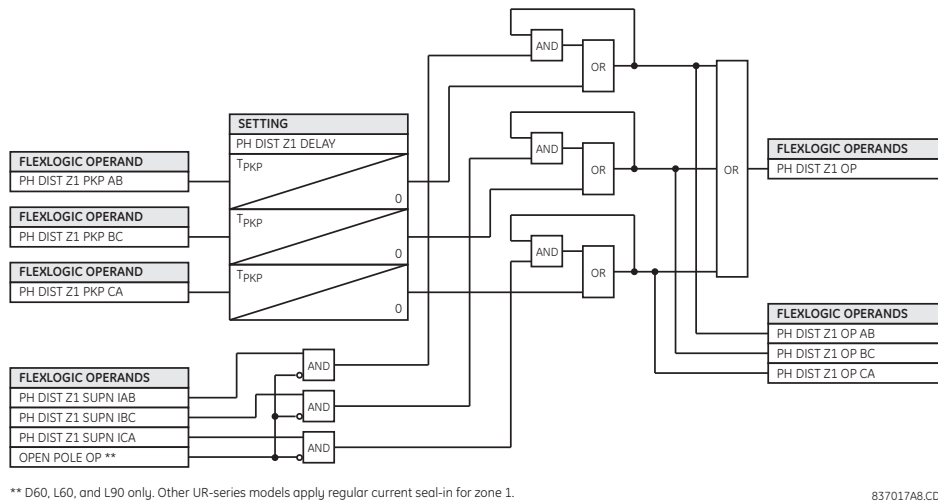 AND
OR
SETTING
PH DIST Z1 DELAY
FLEXLOGIC OPERAND
PH DIST Z1 PKP AB
TPKP
0
AND
OR
OR
FLEXLOGIC OPERANDS
PH DIST Z1 OP
FLEXLOGIC OPERAND
PH DIST Z1 PKP BC
TPKP
0
AND
OR
FLEXLOGIC OPERAND
PH DIST Z1 PKP CA
TPKP
0
FLEXLOGIC OPERANDS
PH DIST Z1 OP AB
PH DIST Z1 OP BC
PH DIST Z1 OP CA
AND
AND
AND
FLEXLOGIC OPERANDS
PH DIST Z1 SUPN IAB
PH DIST Z1 SUPN IBC
PH DIST Z1 SUPN ICA
OPEN POLE OP **
** D60, L60, and L90 only. Other UR-series models apply regular current seal-in for zone 1.
837017A8.CD